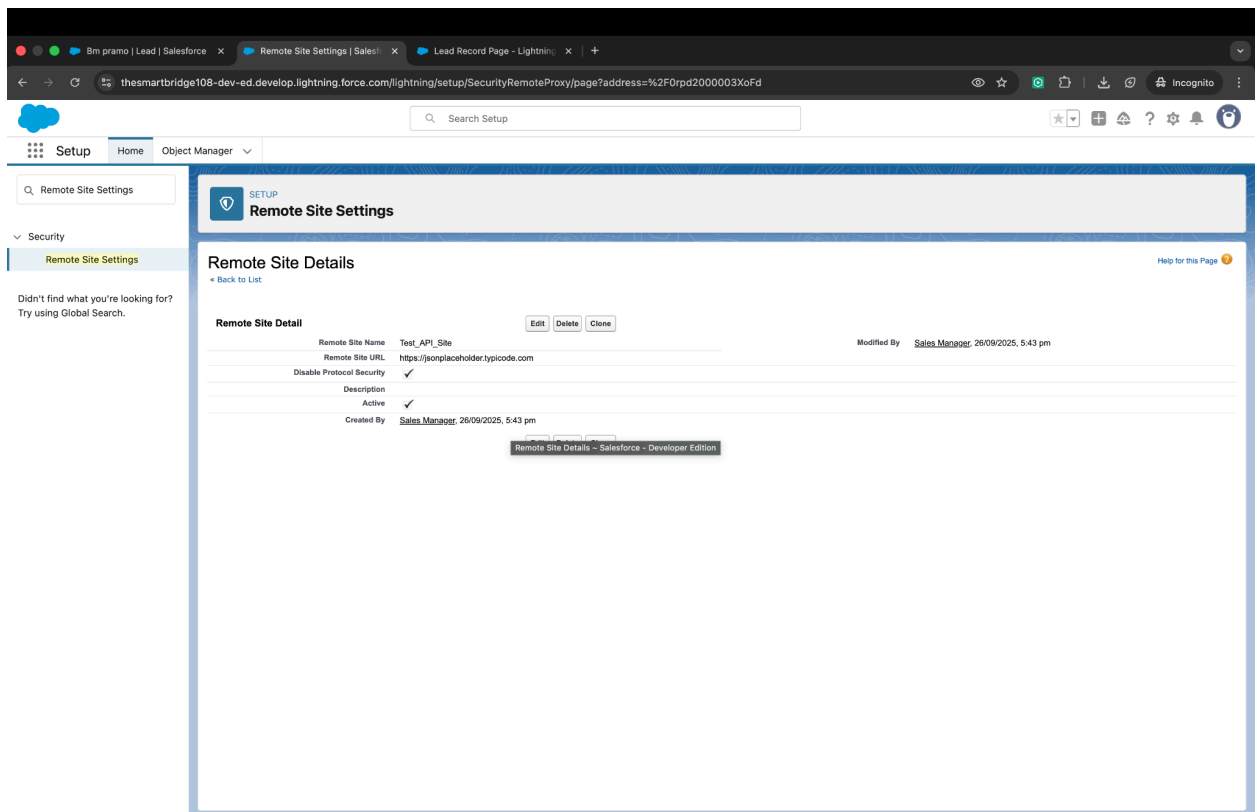 Bm pramo | Lead | Salesforce
Remote Site Settings | Salesf
Lead Record Page - Lightning
thesmartbridge108-dev-ed.develop.lightning.force.com/lightning/setup/SecurityRemoteProxy/page?address=%2F0rpd2000003XoFd
Incognito
Search Setup
Setup
Home
Object Manager
Remote Site Settings
Security
Remote Site Settings
Didn't find what you're looking for?
Try using Global Search.
SETUP
Remote Site Settings
Remote Site Details
« Back to List
Help for this Page
Remote Site Detail
Edit Delete Clone
Remote Site Name Test_API_Site
Modified By Sales Manager, 26/09/2025, 5:43 pm
Remote Site URL https://jsonplaceholder.typicode.com
Disable Protocol Security ✓
Description
Active ✓
Created By Sales Manager, 26/09/2025, 5:43 pm
Remote Site Details ~ Salesforce - Developer Edition